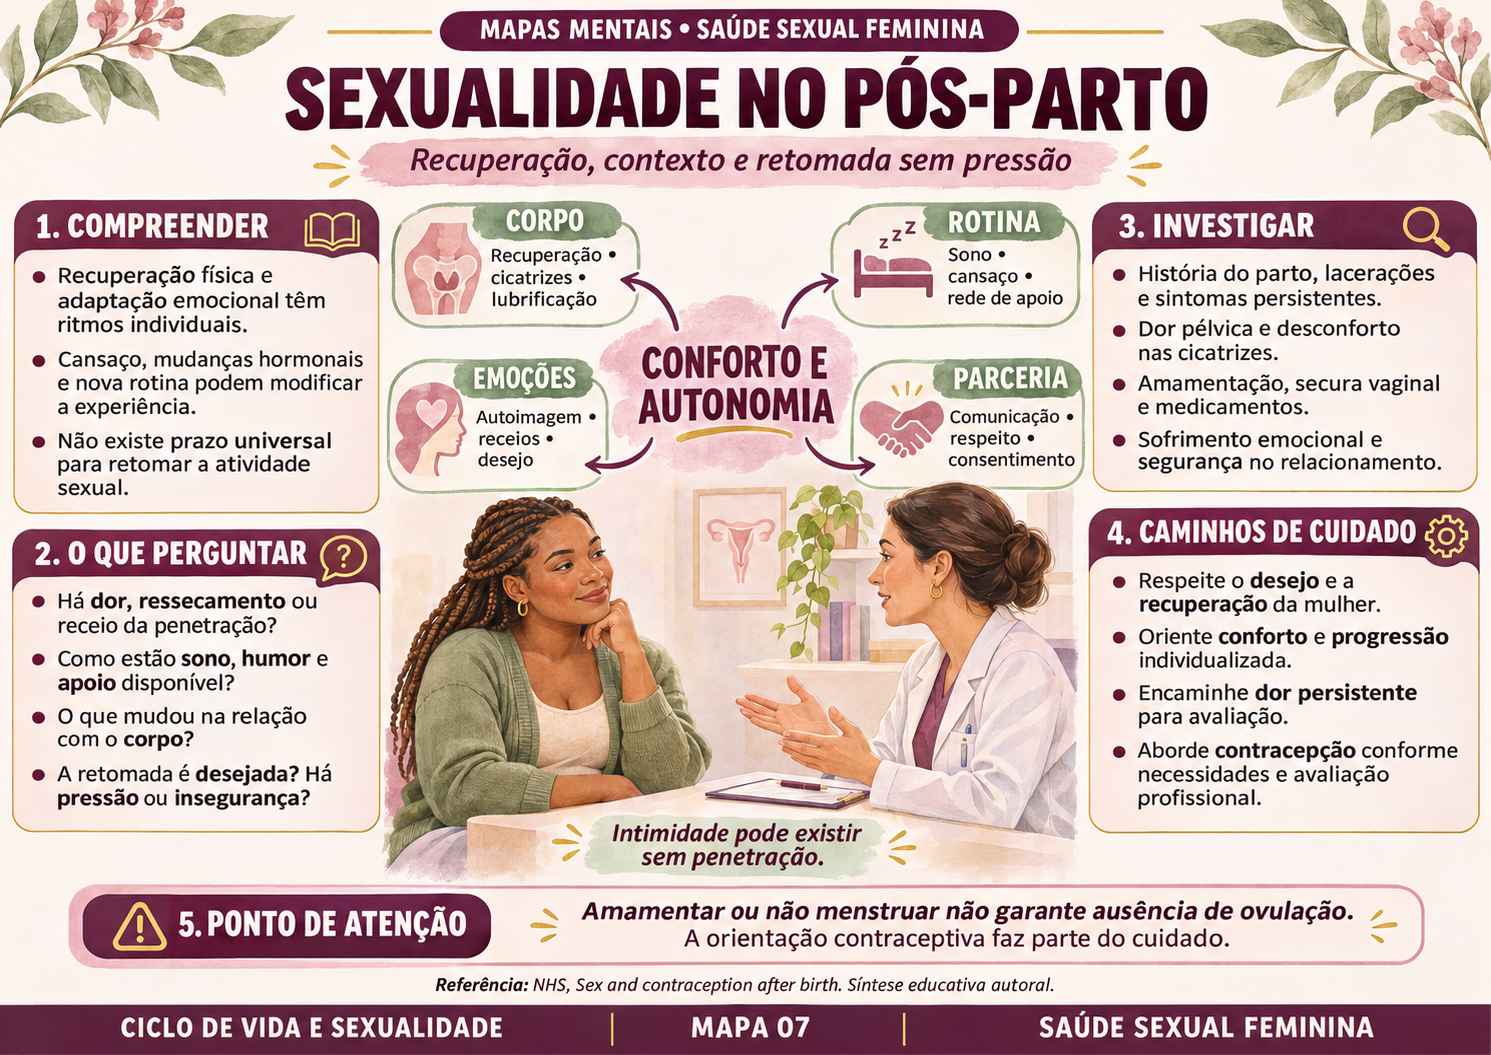 MAPAS MENTAIS • SAÚDE SEXUAL FEMININA
SEXUALIDADE NO PÓS-PARTO
Recuperação, contexto e retomada sem pressão
1. COMPREENDER
• Recuperação física e
adaptação emocional têm
ritmos individuais.
• Cansaço, mudanças hormonais
e nova rotina podem modificar
a experiência.
• Não existe prazo universal
para retomar a atividade
sexual.
2. O QUE PERGUNTAR
?
• Há dor, ressecamento ou
receio da penetração?
• Como estão sono, humor e
apoio disponível?
• O que mudou na relação
com o corpo?
• A retomada é desejada? Há
pressão ou insegurança?
CORPO
Recuperação •
cicatrizes •
lubrificação
EMOÇÕES
Autoimagem •
receios •
desejo
CONFORTO E
AUTONOMIA
ROTINA
z z z
Sono •
cansaço •
rede de apoio
PARCERIA
Comunicação •
respeito •
consentimento
Intimidade pode existir
sem penetração.
3. INVESTIGAR
• História do parto, lacerações
e sintomas persistentes.
• Dor pélvica e desconforto
nas cicatrizes.
• Amamentação, secura vaginal
e medicamentos.
• Sofrimento emocional e
segurança no relacionamento.
4. CAMINHOS DE CUIDADO
• Respeite o desejo e a
recuperação da mulher.
• Oriente conforto e progressão
individualizada.
• Encaminhe dor persistente
para avaliação.
• Aborde contracepção conforme
necessidades e avaliação
profissional.
5. PONTO DE ATENÇÃO
Amamentar ou não menstruar não garante ausência de ovulação.
A orientação contraceptiva faz parte do cuidado.
Referência: NHS, Sex and contraception after birth. Síntese educativa autoral.
CICLO DE VIDA E SEXUALIDADE | MAPA 07 | SAÚDE SEXUAL FEMININA